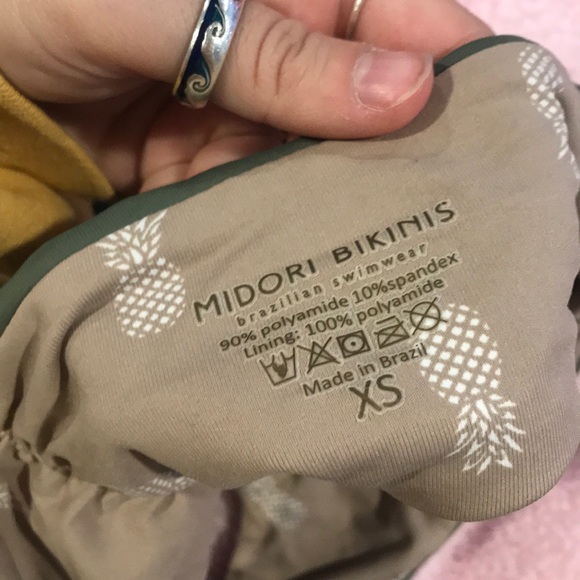 MIDORI BIKINIS
brazilian swimwear
90% polyamide 10%spandex
Lining: 100% polyamide
Made in Brazil
XS